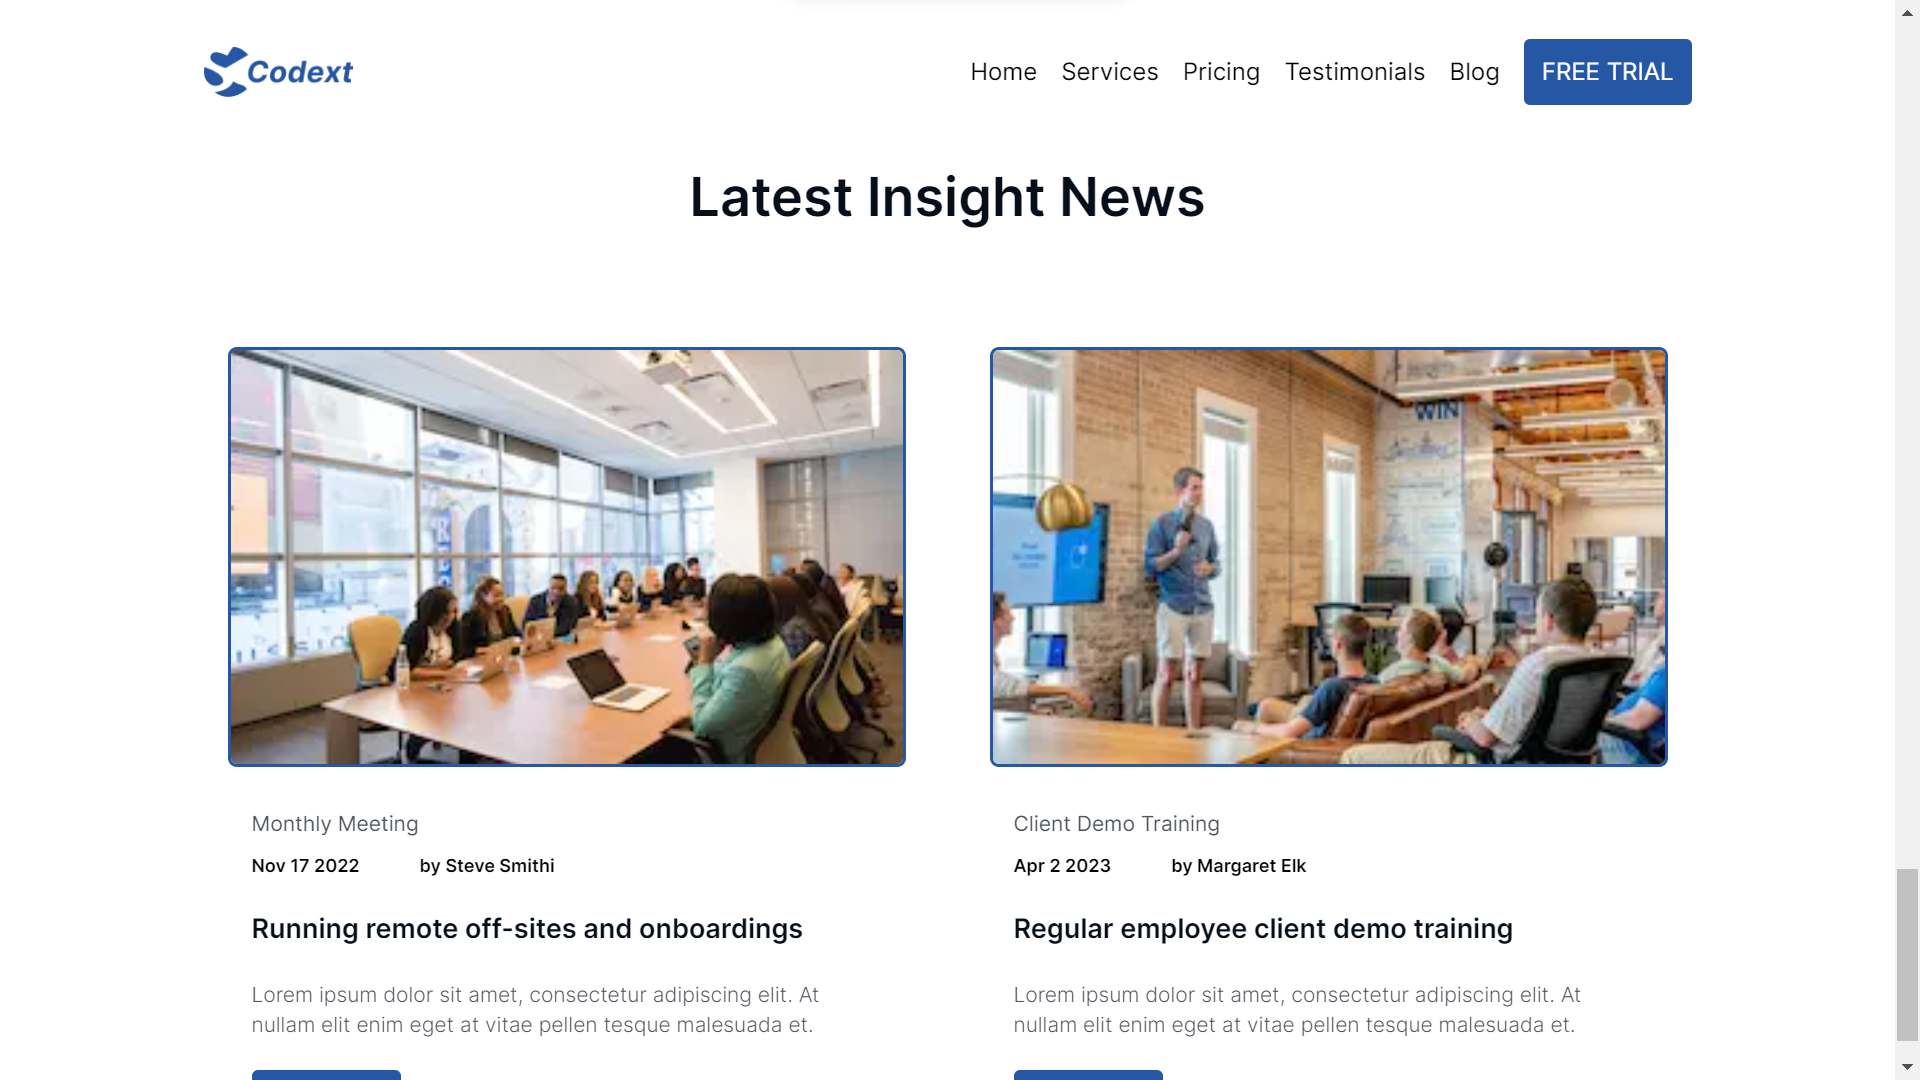 Codext
Home Services Pricing Testimonials Blog FREE TRIAL
Latest Insight News
WIN
Monthly Meeting
Nov 17 2022 by Steve Smithi
Running remote off-sites and onboardings
Lorem ipsum dolor sit amet, consectetur adipiscing elit. At
nullam elit enim eget at vitae pellen tesque malesuada et.
Client Demo Training
Apr 2 2023 by Margaret Elk
Regular employee client demo training
Lorem ipsum dolor sit amet, consectetur adipiscing elit. At
nullam elit enim eget at vitae pellen tesque malesuada et.